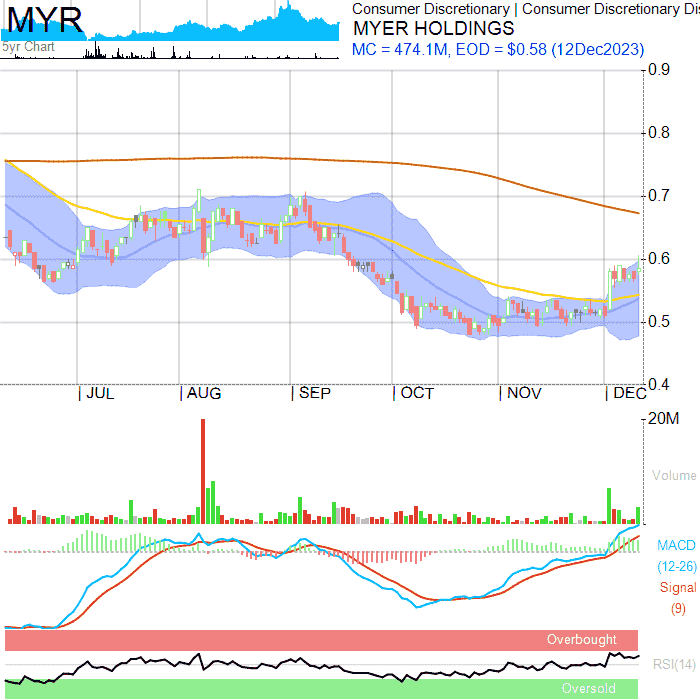 MYR
5yr Chart
Consumer Discretionary | Consumer Discretionary Dis
MYER HOLDINGS
MC = 474.1M, EOD = $0.58 (12Dec2023)
0.9
0.8
0.7
0.6
0.5
0.4
JUL AUG SEP OCT NOV DEC
20M
Volume
MACD
(12-26)
Signal
(9)
Overbought
RSI(14)
Oversold